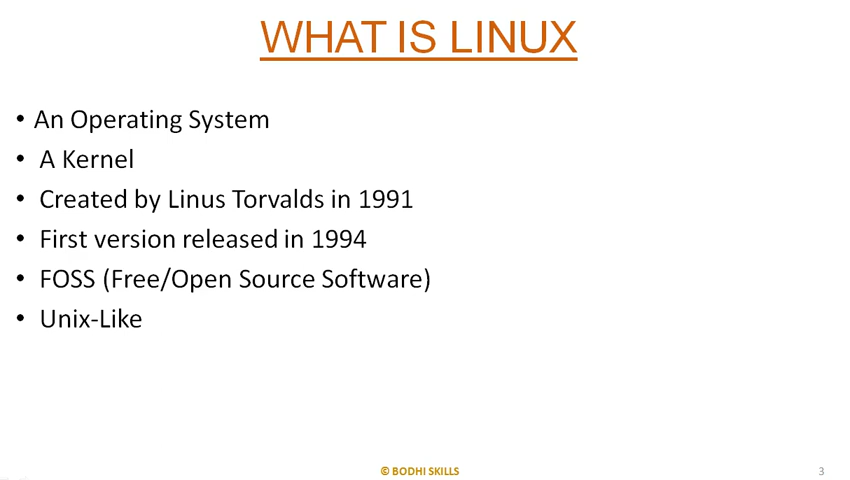 WHAT IS LINUX
• An Operating System
• A Kernel
• Created by Linus Torvalds in 1991
• First version released in 1994
• FOSS (Free/Open Source Software)
• Unix-Like
© BODHI SKILLS
3